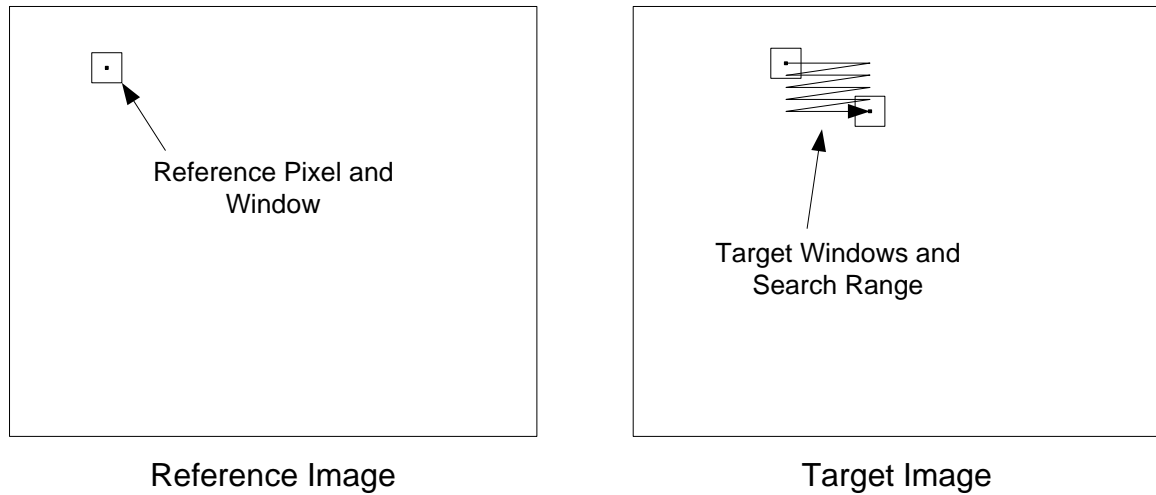 Reference Pixel and
Window
Target Windows and
Search Range
Reference Image
Target Image